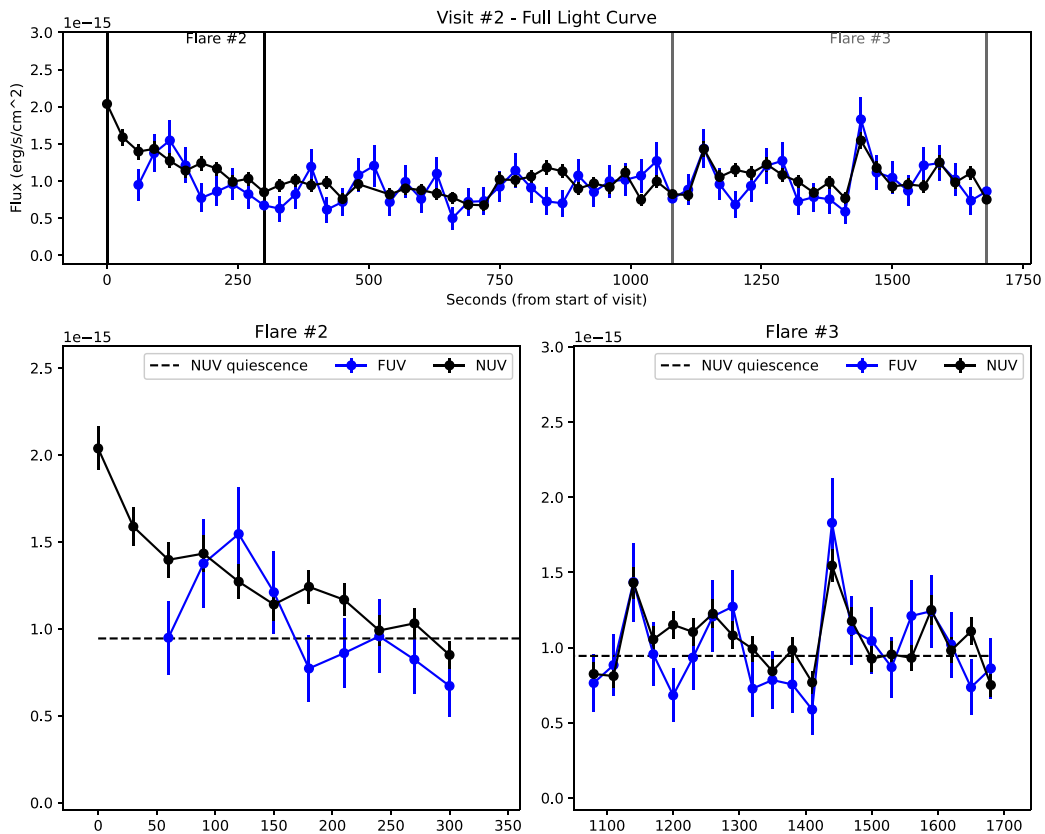 Visit #2 - Full Light Curve
1e−15
Flare #2
Flare #3
3.0
2.5
2.0
1.5
1.0
0.5
0.0
Flux (erg/s/cm^2)
0 250 500 750 1000 1250 1500 1750
Seconds (from start of visit)
Flare #2
1e−15
NUV quiescence FUV NUV
2.5
2.0
1.5
1.0
0.5
0.0
0 50 100 150 200 250 300 350
Flare #3
1e−15
NUV quiescence FUV NUV
3.0
2.5
2.0
1.5
1.0
0.5
0.0
1100 1200 1300 1400 1500 1600 1700